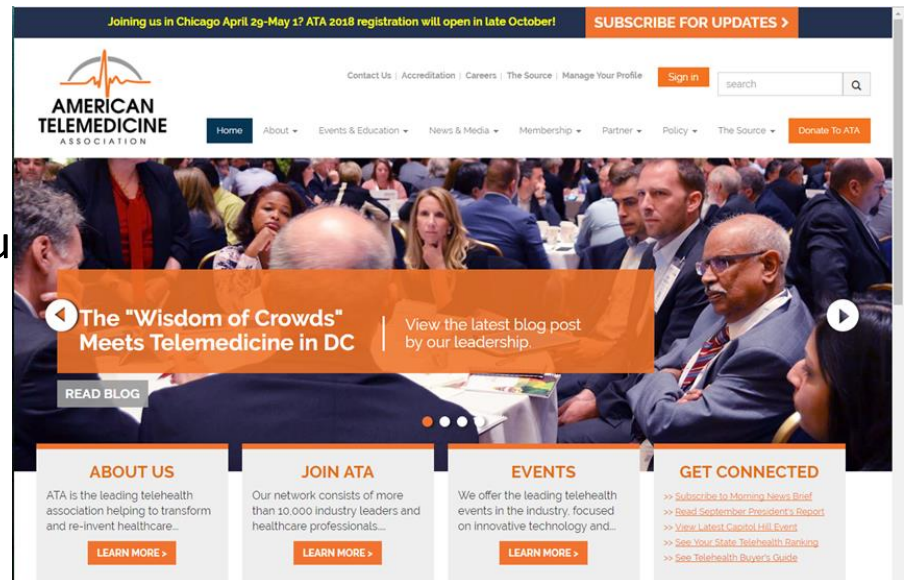 Joining us in Chicago April 29-May 1? ATA 2018 registration will open in late October!
SUBSCRIBE FOR UPDATES >
Contact Us | Accreditation | Careers | The Source | Manage Your Profile
Sign in
search
AMERICAN
TELEMEDICINE
ASSOCIATION
Home
About
Events & Education
News & Media
Membership
Partner
Policy
The Source
Donate To ATA
u
The "Wisdom of Crowds"
Meets Telemedicine in DC
View the latest blog post
by our leadership.
READ BLOG
ABOUT US
ATA is the leading telehealth
association helping to transform
and re-invent healthcare...
LEARN MORE >
JOIN ATA
Our network consists of more
than 10,000 industry leaders and
healthcare professionals....
LEARN MORE >
EVENTS
We offer the leading telehealth
events in the industry, focused
on innovative technology and...
LEARN MORE >
GET CONNECTED
>> Subscribe to Morning News Brief
>> Read September President's Report
>> View Latest Capitol Hill Event
>> See Your State Telehealth Ranking
>> See Telehealth Buyer's Guide